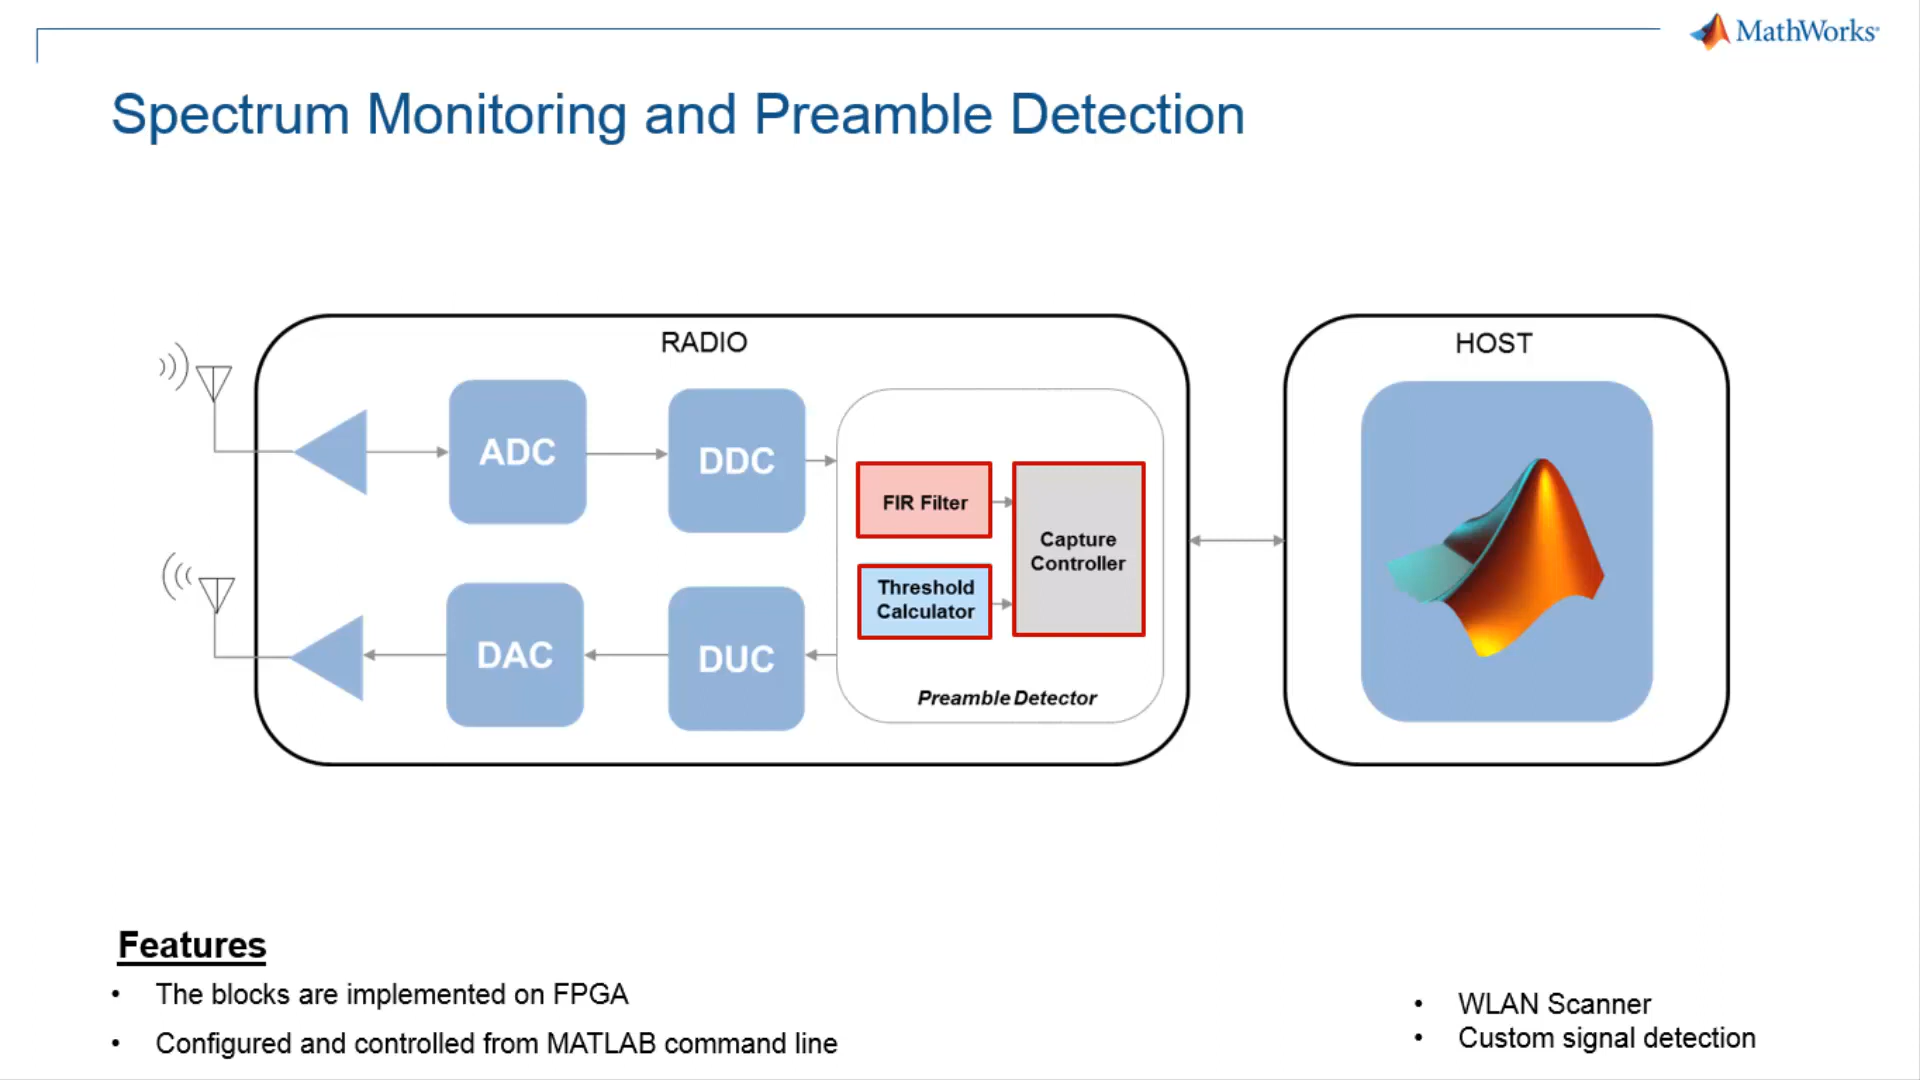 MathWorks
Spectrum Monitoring and Preamble Detection
RADIO
HOST
ADC
DDC
FIR Filter
Capture
Controller
Threshold
Calculator
DAC
DUC
Preamble Detector
Features
• The blocks are implemented on FPGA
• Configured and controlled from MATLAB command line
• WLAN Scanner
• Custom signal detection